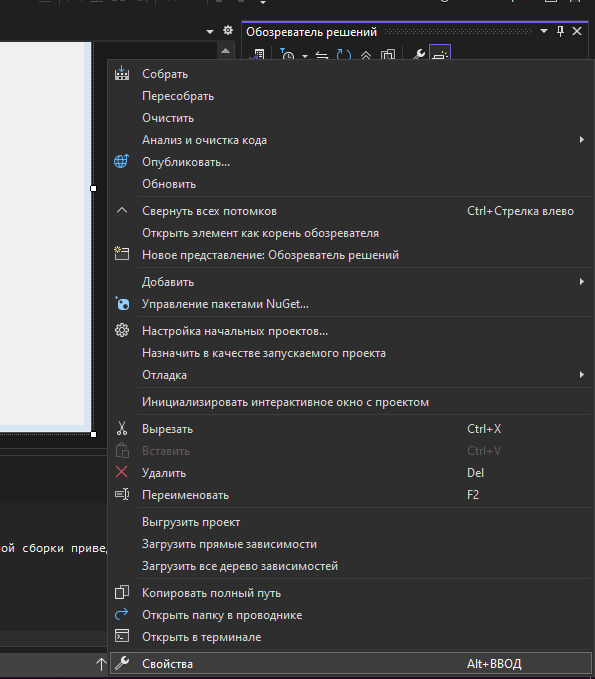 Обозреватель решений
Собрать
Пересобрать
Очистить
Анализ и очистка кода
Опубликовать...
Обновить
Свернуть всех потомков Ctrl+Стрелка влево
Открыть элемент как корень обозревателя
Новое представление: Обозреватель решений
Добавить
Управление пакетами NuGet...
Настройка начальных проектов...
Назначить в качестве запускаемого проекта
Отладка
Инициализировать интерактивное окно с проектом
Вырезать Ctrl+X
Вставить Ctrl+V
Удалить Del
Переименовать F2
Выгрузить проект
Загрузить прямые зависимости
ой сборки приве
Загрузить все дерево зависимостей
Копировать полный путь
Открыть папку в проводнике
Открыть в терминале
Свойства Alt+ВВОД